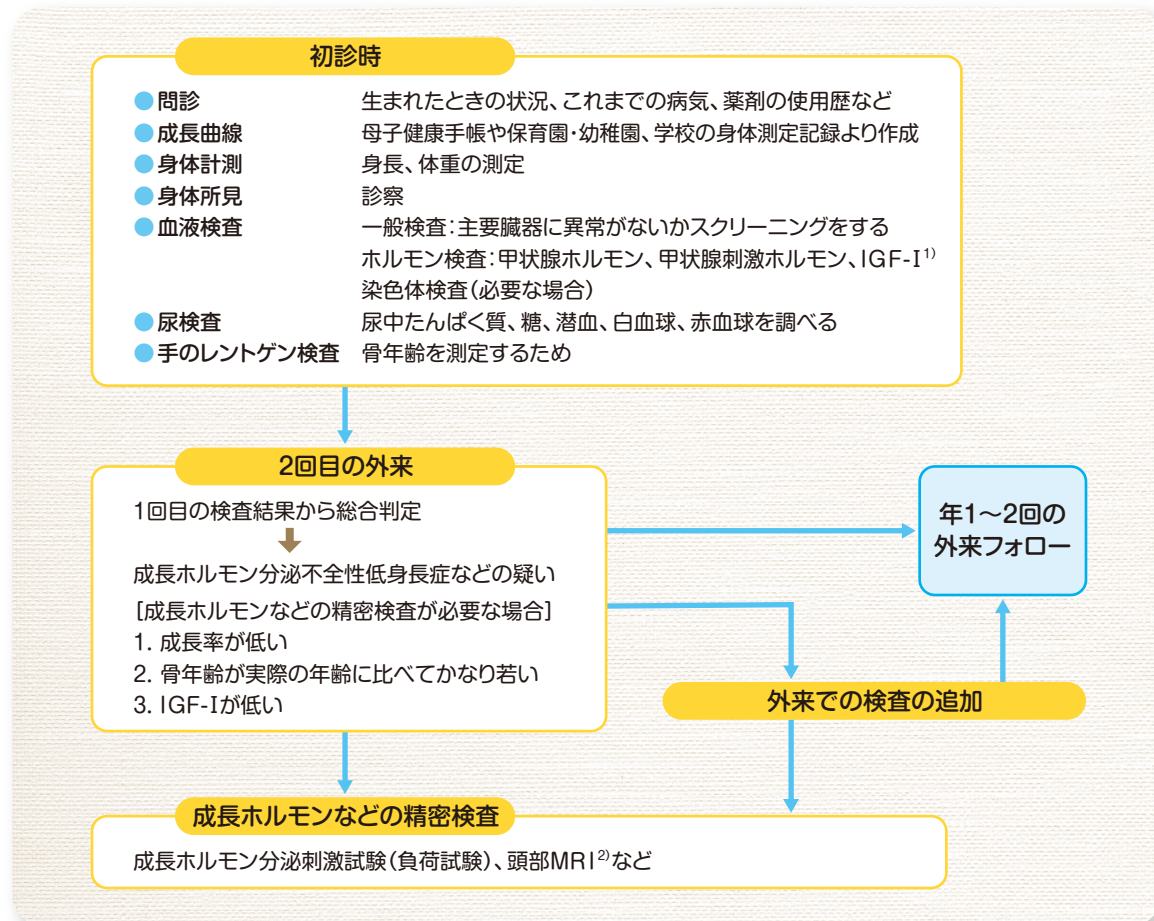 初診時
●問診 生まれたときの状況、これまでの病気、薬剤の使用歴など
●成長曲線 母子健康手帳や保育園・幼稚園、学校の身体測定記録より作成
●身体計測 身長、体重の測定
●身体所見 診察
●血液検査 一般検査：主要臓器に異常がないかスクリーニングをする
ホルモン検査：甲状腺ホルモン、甲状腺刺激ホルモン、IGF-I1)
染色体検査（必要な場合）
●尿検査 尿中たんぱく質、糖、潜血、白血球、赤血球を調べる
●手のレントゲン検査 骨年齢を測定するため
2回目の外来
1回目の検査結果から総合判定
成長ホルモン分泌不全性低身長症などの疑い
［成長ホルモンなどの精密検査が必要な場合］
1. 成長率が低い
2. 骨年齢が実際の年齢に比べてかなり若い
3. IGF-Iが低い
年1〜2回の
外来フォロー
外来での検査の追加
成長ホルモンなどの精密検査
成長ホルモン分泌刺激試験（負荷試験）、頭部MRI2)など